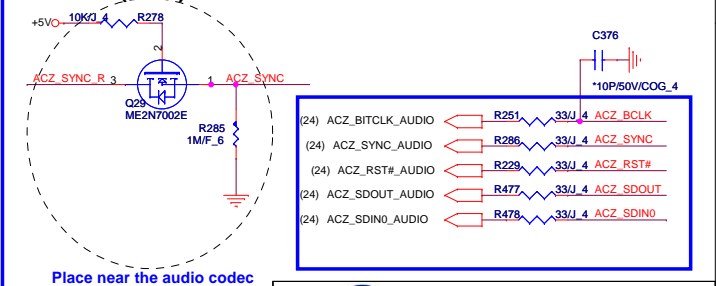 +5V 10K/J_4 R278
2
ACZ_SYNC_R 3 1 ACZ_SYNC
Q29
ME2N7002E
R285
1M/F_6
Place near the audio codec
C376
*10P/50V/COG_4
(24) ACZ_BITCLK_AUDIO R251 33/J_4 ACZ_BCLK
(24) ACZ_SYNC_AUDIO R286 33/J_4 ACZ_SYNC
(24) ACZ_RST#_AUDIO R229 33/J_4 ACZ_RST#
(24) ACZ_SDOUT_AUDIO R477 33/J_4 ACZ_SDOUT
(24) ACZ_SDIN0_AUDIO R478 33/J_4 ACZ_SDIN0